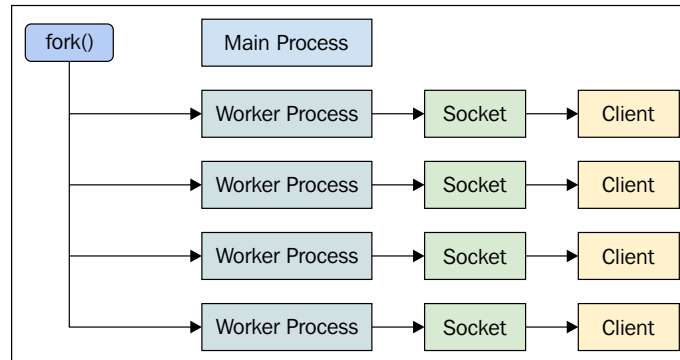 fork()
Main Process
Worker Process
Socket
Client
Worker Process
Socket
Client
Worker Process
Socket
Client
Worker Process
Socket
Client